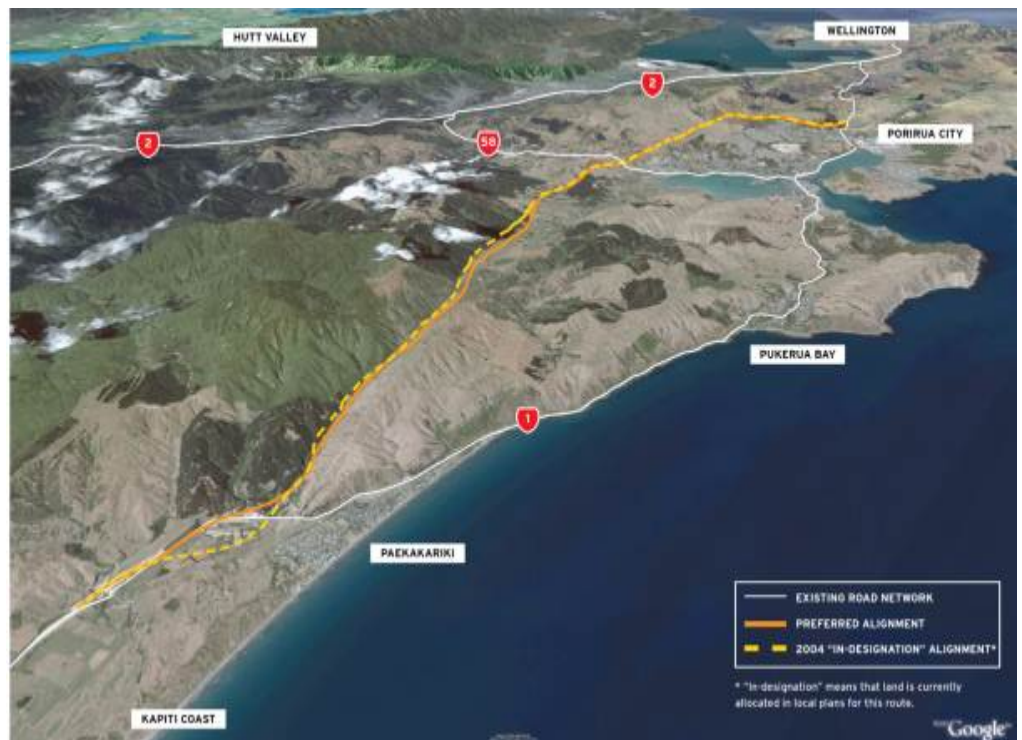 HUTT VALLEY
WELLINGTON
2
2
58
PORIRUA CITY
PUKERUA BAY
1
PAEKAKARIKI
EXISTING ROAD NETWORK
PREFERRED ALIGNMENT
2004 "IN-DESIGNATION" ALIGNMENT*
* "In-designation" means that land is currently
allocated in local plans for this route.
KAPITI COAST
Google